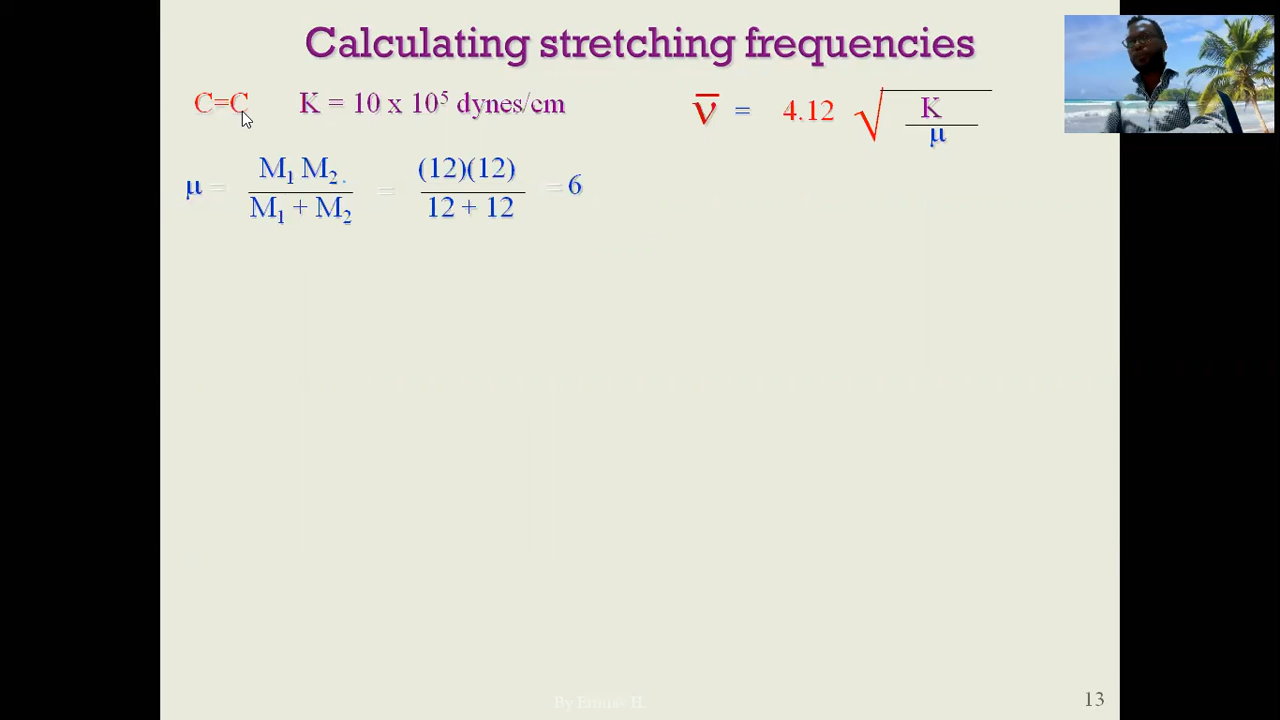 Calculating stretching frequencies
C=C K = 10 x 10⁵ dynes/cm ν̅ = 4.12 √(K / μ)
μ = M₁ M₂ / M₁ + M₂ = (12)(12) / 12 + 12 = 6
By H.
13